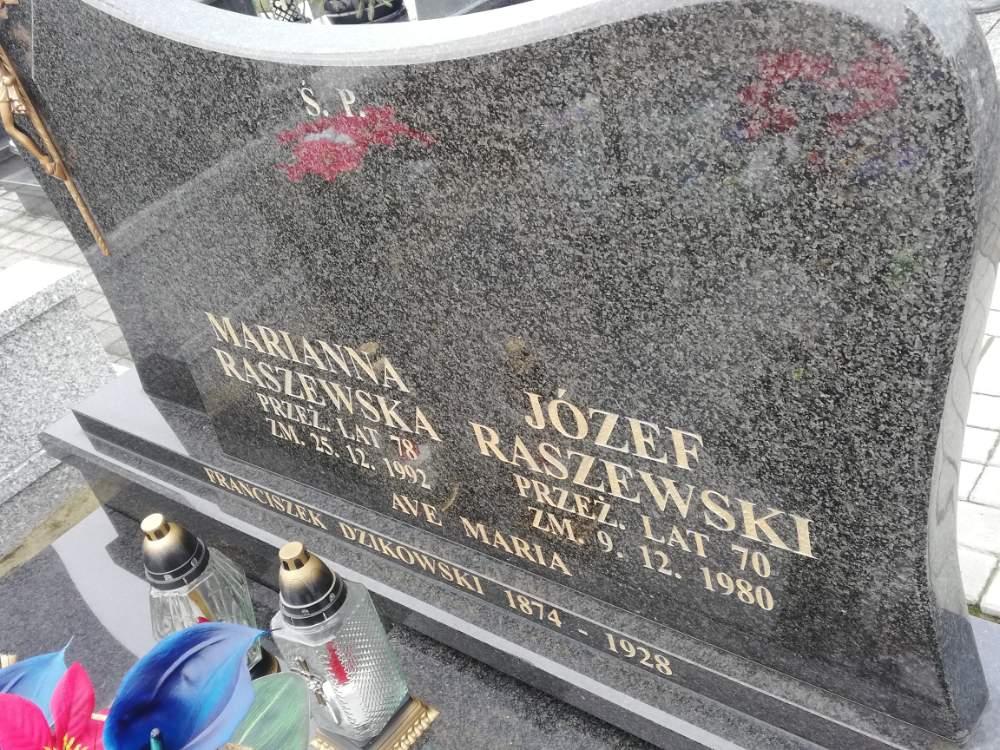 Ś. P.
MARIANNA
RASZEWSKA
PRZEŻ. LAT 78
ZM. 25. 12. 1992
JÓZEF
RASZEWSKI
PRZEŻ. LAT 70
ZM. 9. 12. 1980
AVE MARIA
FRANCISZEK DZIKOWSKI 1874 - 1928